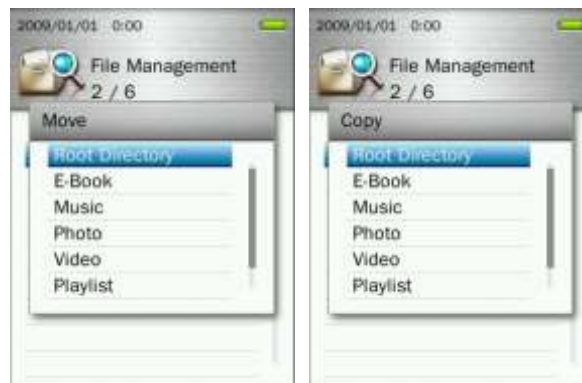 2009/01/01 0:00
File Management
2 / 6
Move
Root Directory
E-Book
Music
Photo
Video
Playlist
2009/01/01 0:00
File Management
2 / 6
Copy
Root Directory
E-Book
Music
Photo
Video
Playlist